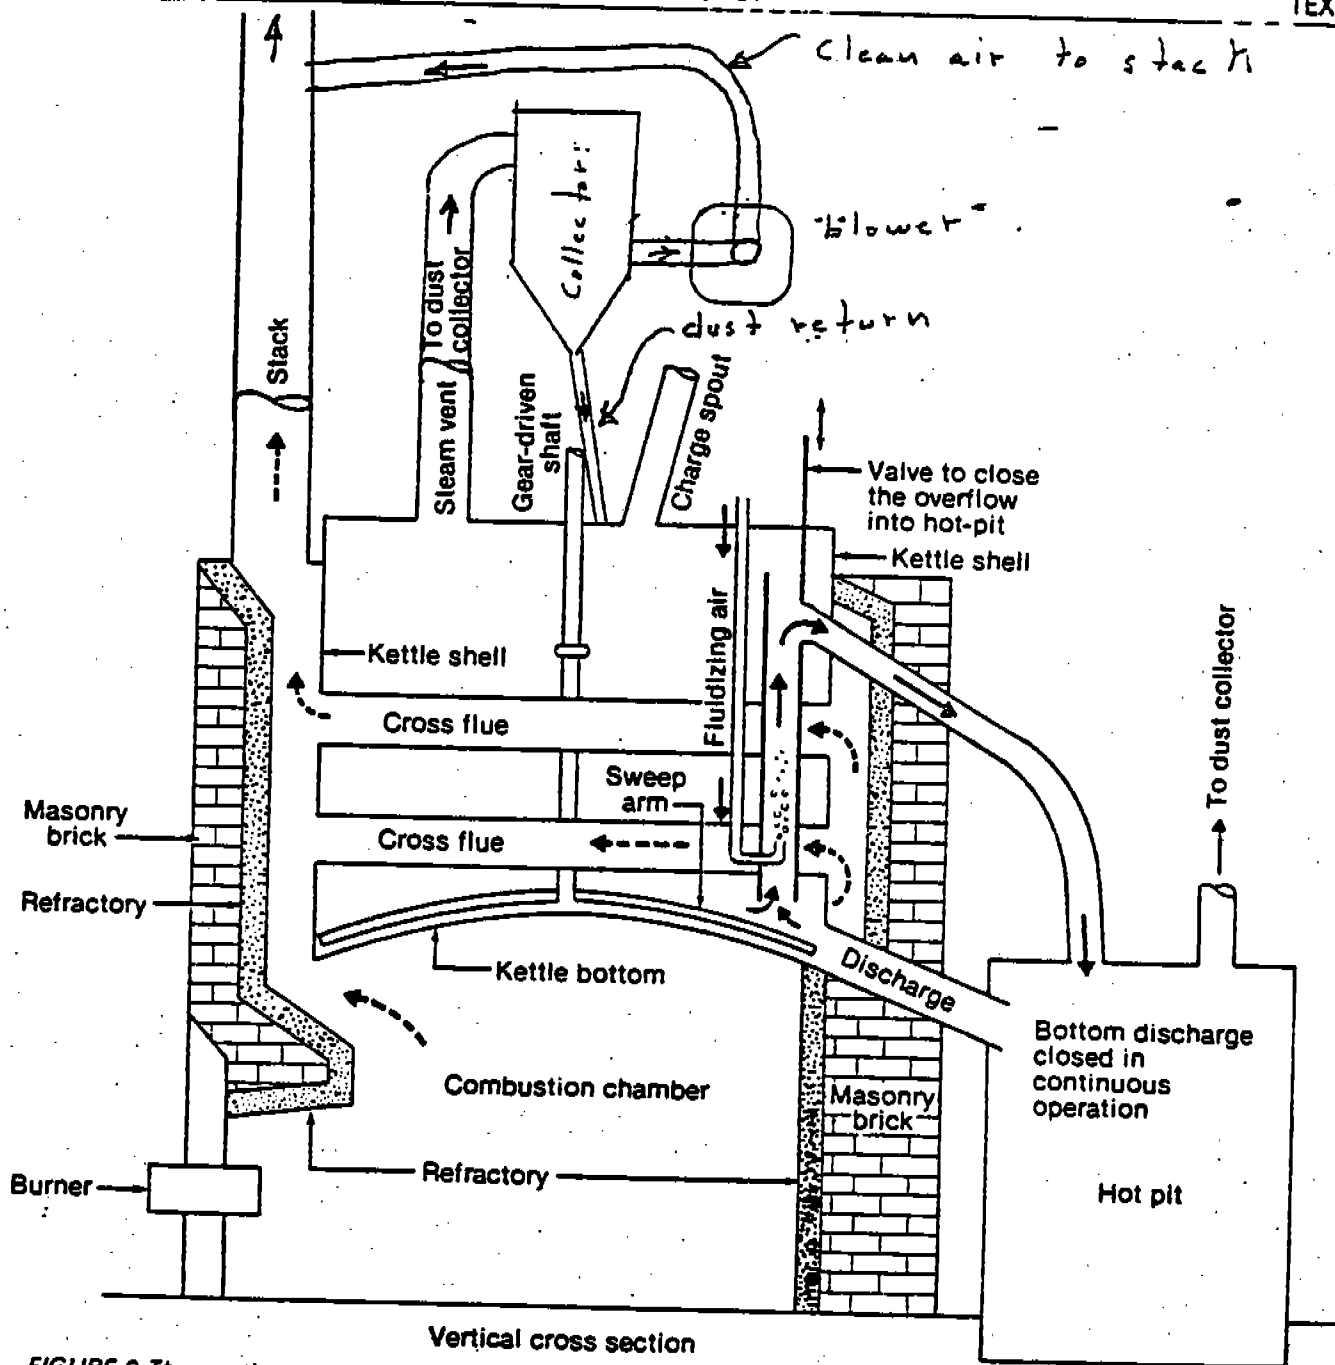 TEX
Clean air to stack
Collector
"blower"
To dust
collector
dust return
Stack
Steam vent
Gear-driven
shaft
Charge spout
Valve to close
the overflow
into hot-pit
Kettle shell
Fluidizing air
Kettle shell
Cross flue
To dust collector
Sweep
arm
Masonry
brick
Cross flue
Refractory
Kettle bottom
Discharge
Bottom discharge
closed in
continuous
operation
Combustion chamber
Masonry
brick
Refractory
Burner
Hot pit
Vertical cross section